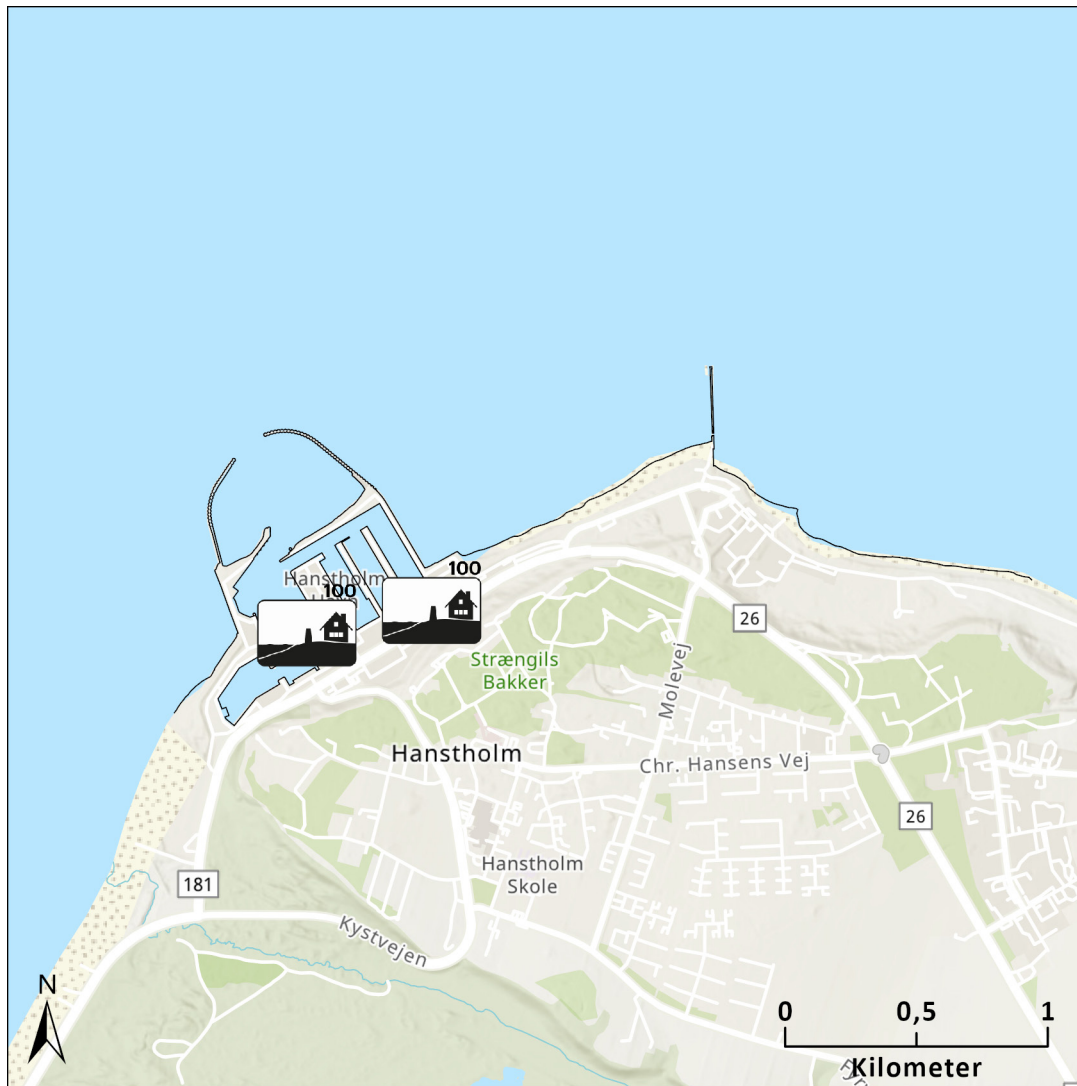 Hanstholm
100
100
26
Strængils
Bakker
Molevej
Hanstholm
Chr. Hansens Vej
26
Hanstholm
Skole
181
Kystvejen
N
0
0,5
1
Kilometer